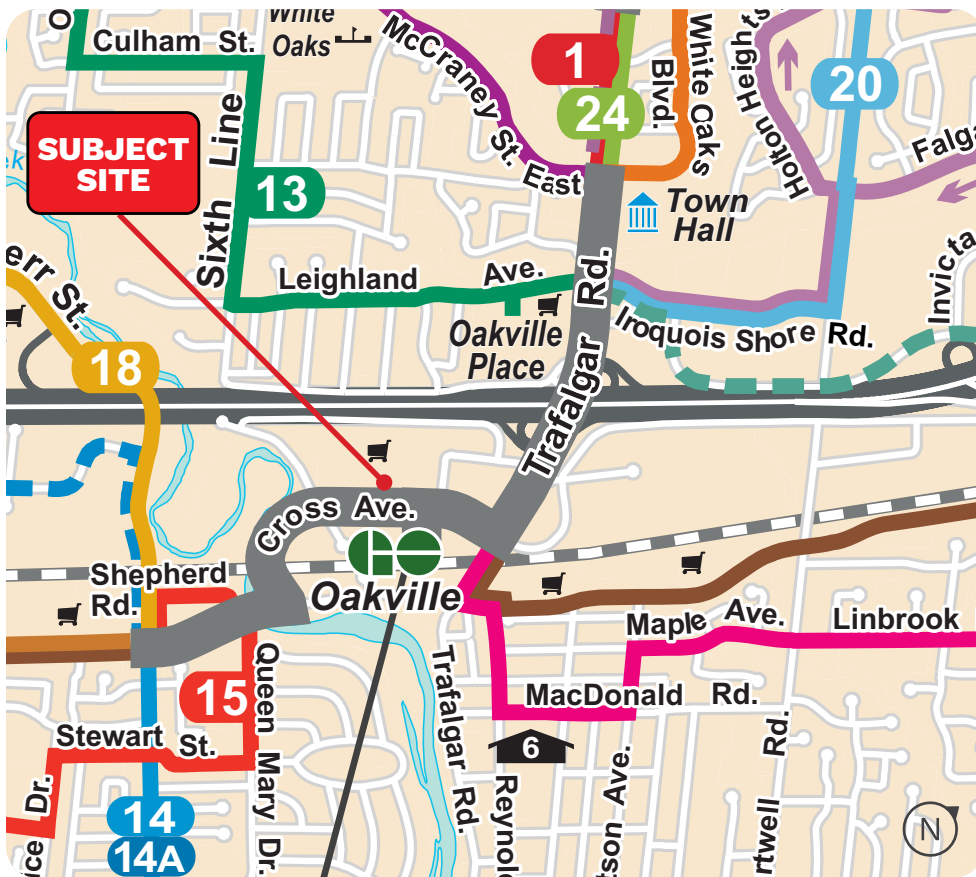 White
Oaks
Culham St.
McCraney St. East
1
24
White Oaks
Blvd.
Holton Heights
20
Falga
SUBJECT
SITE
Sixth Line
13
Town
Hall
err St.
Leighland Ave.
Oakville
Place
Iroquois Shore Rd.
Invicta
18
Trafalgar Rd.
Cross Ave.
Shepherd
Rd.
Oakville
Maple Ave.
Linbrook
15
Queen Mary Dr.
Trafalgar Rd.
MacDonald Rd.
Stewart St.
6
Reynol
tson Ave.
rtwell Rd.
ice Dr.
14
14A
N